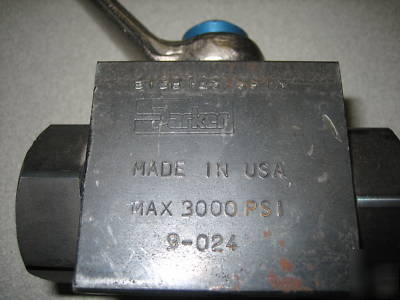 Parker
MADE IN USA
MAX 3000 PSI
9-024